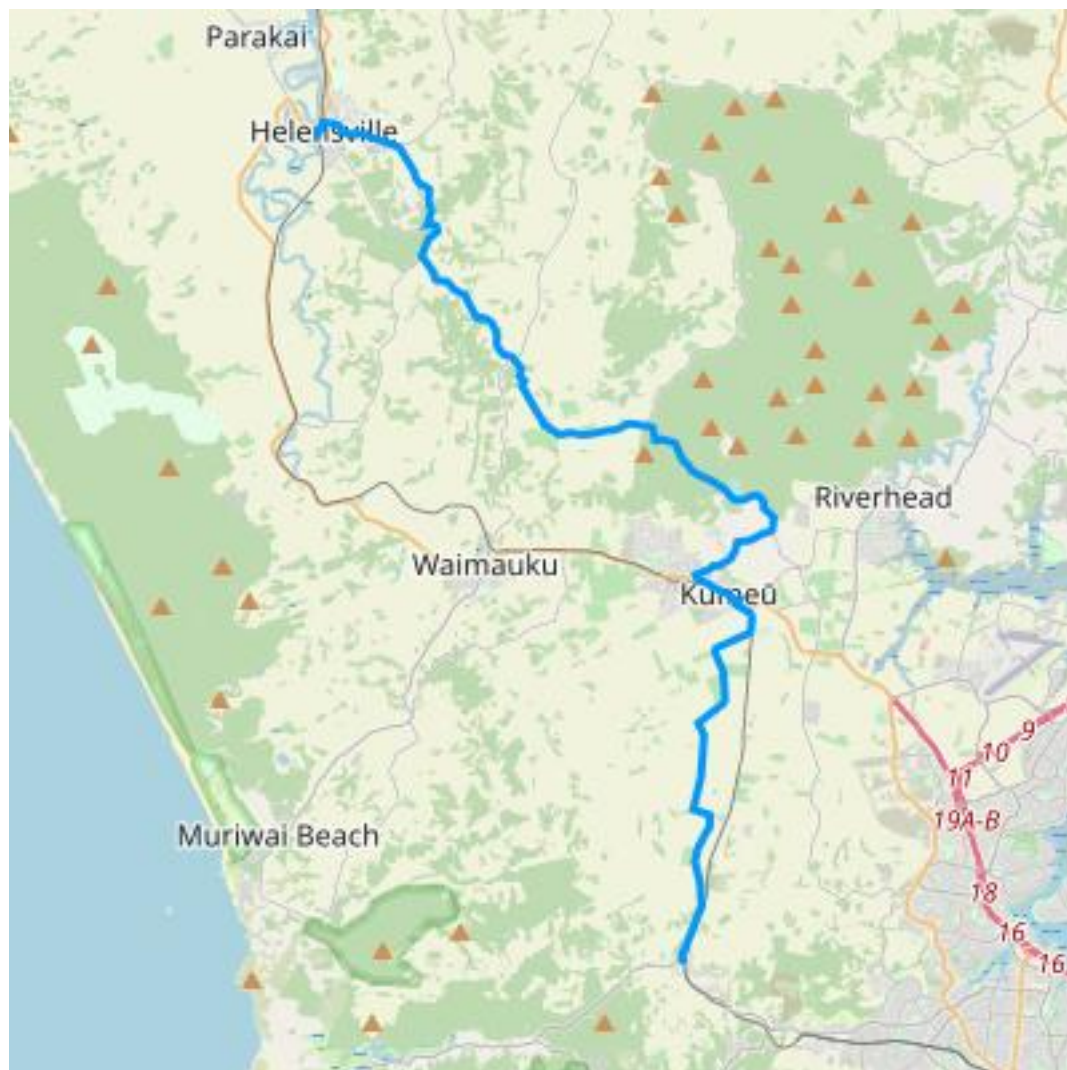 Parakai
Helensville
Riverhead
Waimauku
Kumeū
9
10
11
19A-B
Muriwai Beach
18
16
16